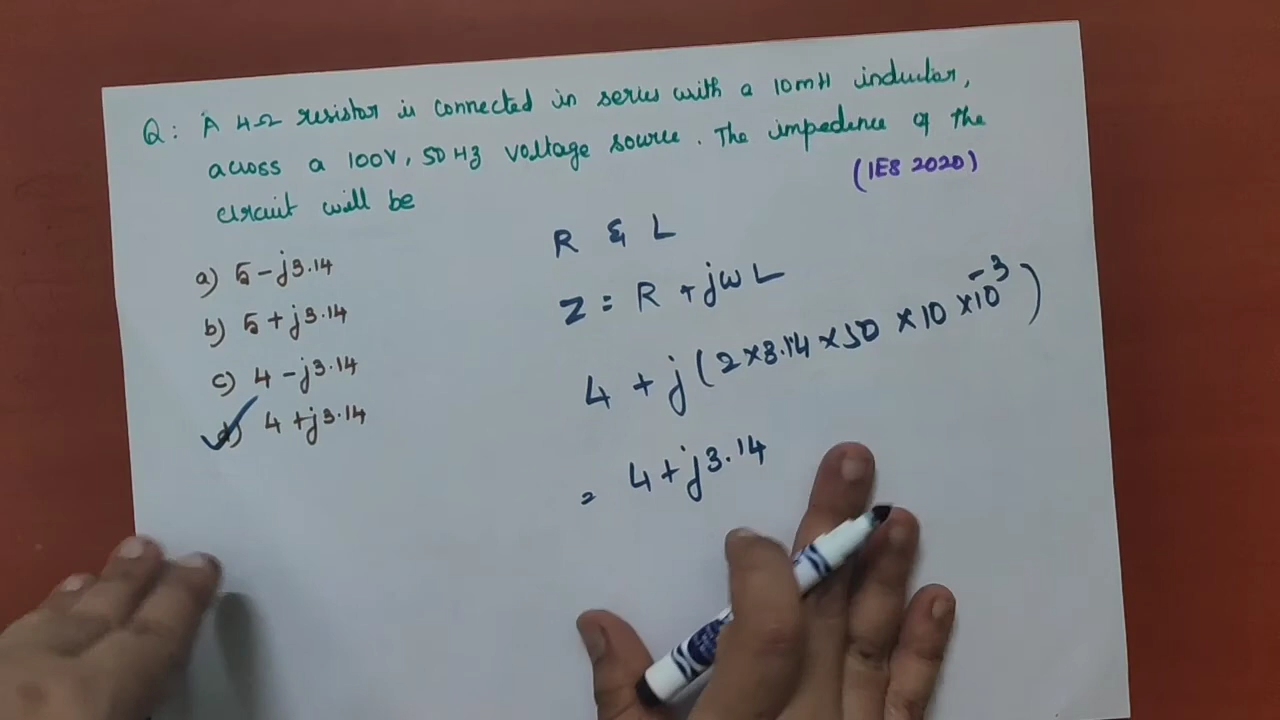 Q: A 4Ω resistor is connected in series with a 10mH inductor,
across a 100V, 50Hz voltage source. The impedence of the
circuit will be
(IES 2020)
a) 5-j3.14
b) 5+j3.14
c) 4-j3.14
d) 4+j3.14
R & L
Z = R + jωL
4 + j(2×3.14×50×10×10⁻³)
= 4+j3.14